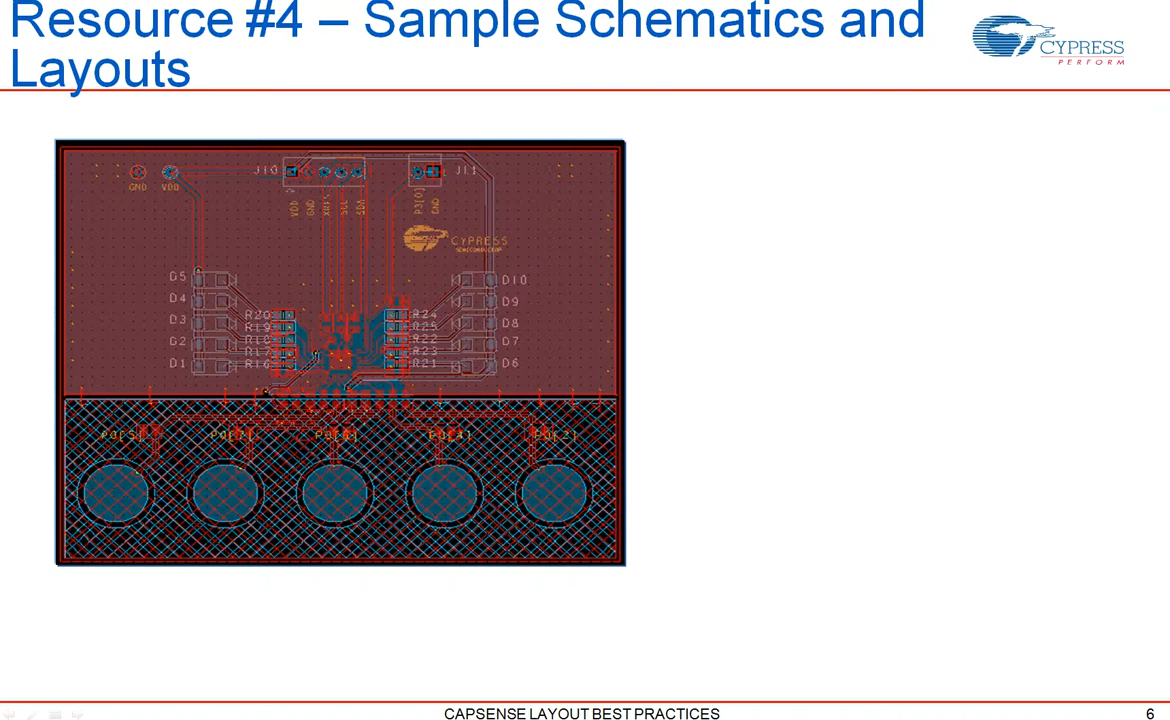 Resource #4 – Sample Schematics and
Layouts
CYPRESS
PERFORM
J10
J11
GND
VDD
VDD
GND
SCL
SDA
P3[0]
GND
CYPRESS
SEMICONDUCTOR
D5
D10
D4
D9
D3
D8
D2
D7
D1
D6
R20
R24
R19
R25
R18
R22
R17
R23
R16
R21
CAPSENSE LAYOUT BEST PRACTICES
6